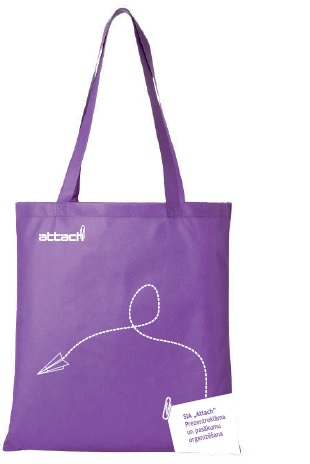 attach
SIA „Attach"
Prezentreklāma
un pasākumu
organizēšana